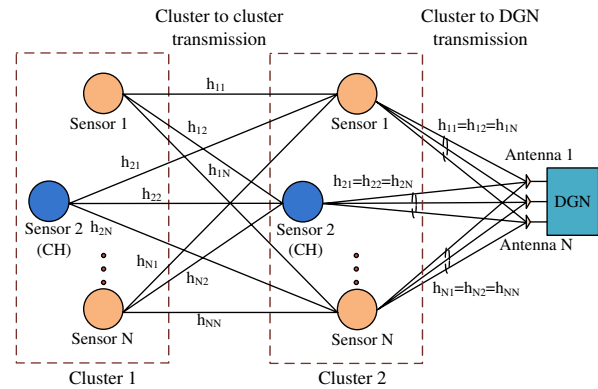 Cluster to cluster
transmission
Cluster to DGN
transmission
h11
Sensor 1
Sensor 1
h12
h11=h12=h1N
h21
h1N
Antenna 1
h21=h22=h2N
h22
DGN
Sensor 2
(CH)
h2N
Sensor 2
(CH)
Antenna N
hN1
hN2
hN1=hN2=hNN
hNN
Sensor N
Sensor N
Cluster 1
Cluster 2